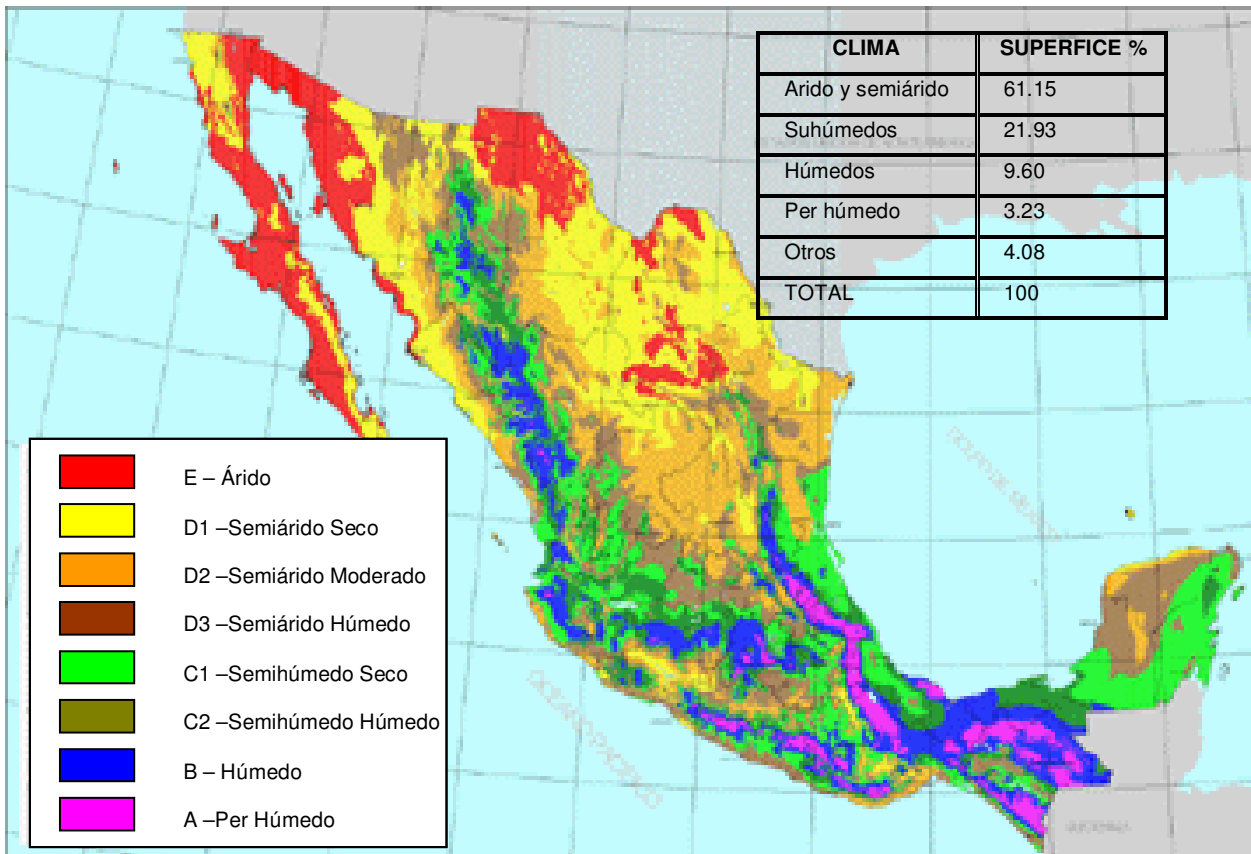 CLIMA SUPERFICE %
Arido y semiárido 61.15
Suhúmedos 21.93
Húmedos 9.60
Per húmedo 3.23
Otros 4.08
TOTAL 100
E – Árido
D1 –Semiárido Seco
D2 –Semiárido Moderado
D3 –Semiárido Húmedo
C1 –Semihúmedo Seco
C2 –Semihúmedo Húmedo
B – Húmedo
A –Per Húmedo